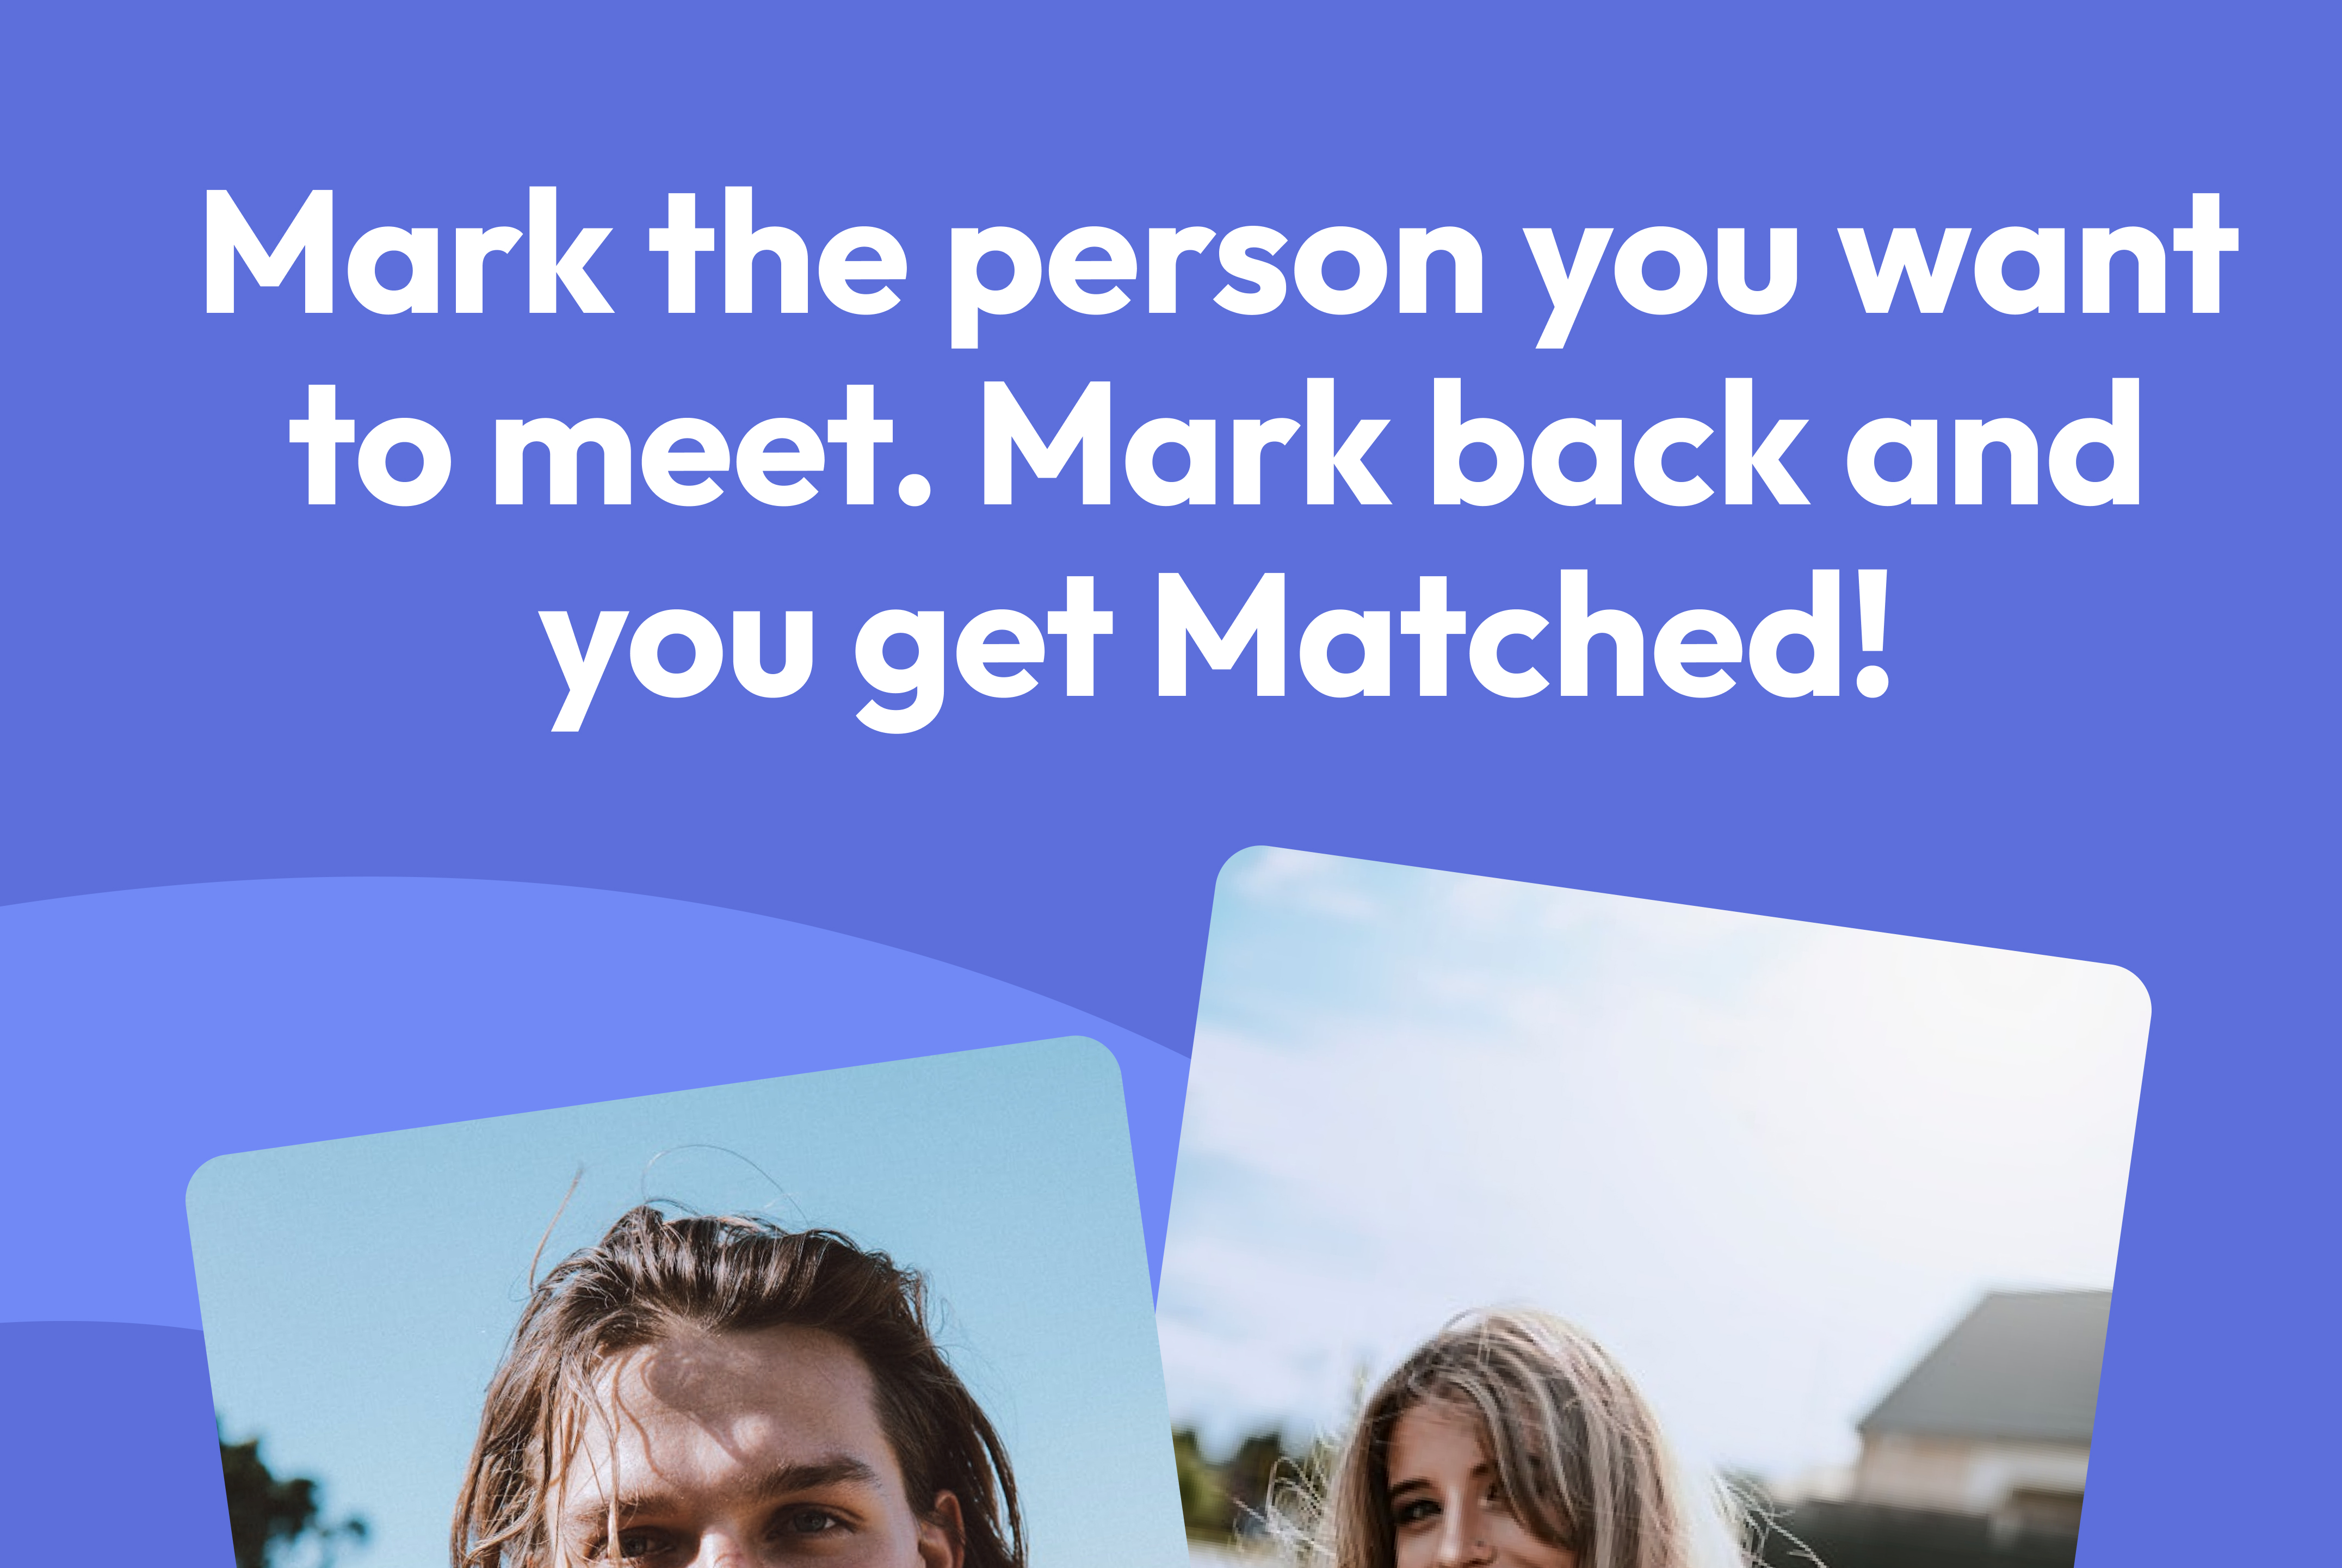 Mark the person you want
to meet. Mark back and
you get Matched!